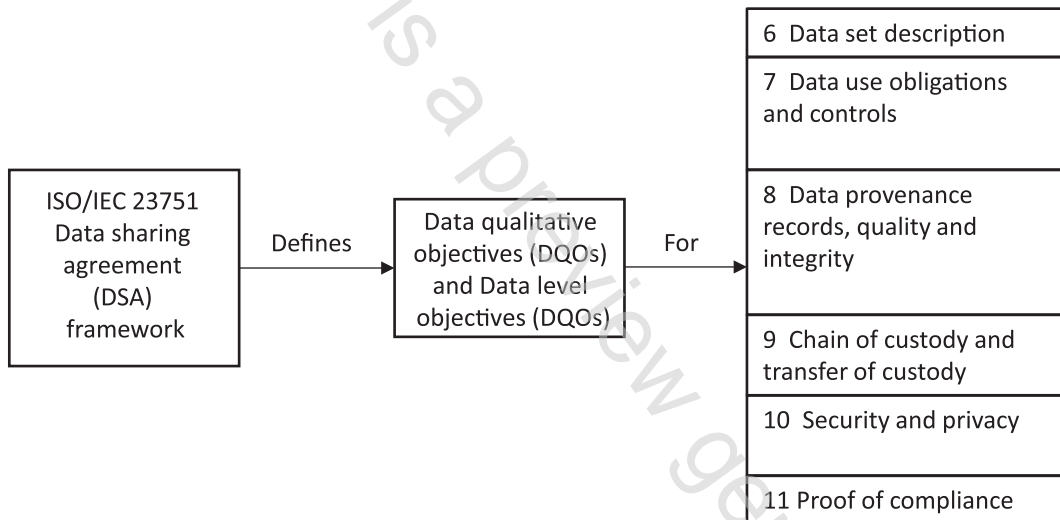 ISO/IEC 23751
Data sharing
agreement
(DSA)
framework
Defines
Data qualitative
objectives (DQOs)
and Data level
objectives (DQOs)
For
6 Data set description
7 Data use obligations
and controls
8 Data provenance
records, quality and
integrity
9 Chain of custody and
transfer of custody
10 Security and privacy
11 Proof of compliance
is a preview